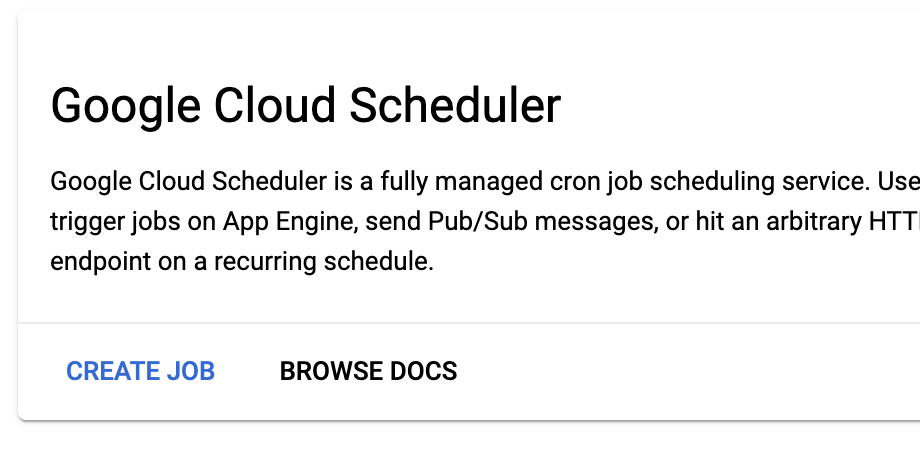 Google Cloud Scheduler
Google Cloud Scheduler is a fully managed cron job scheduling service. Use
trigger jobs on App Engine, send Pub/Sub messages, or hit an arbitrary
endpoint on a recurring schedule.
CREATE JOB
BROWSE DOCS